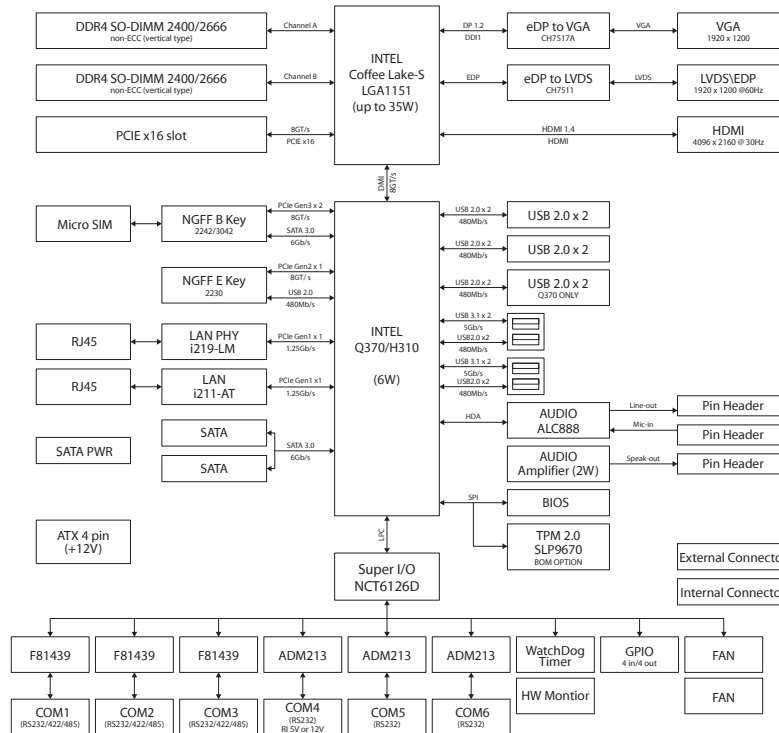 DDR4 SO-DIMM 2400/2666
non-ECC (vertical type)
Channel A
INTEL
Coffee Lake-S
LGA1151
(up to 35W)
DP 1.2
DDI1
eDP to VGA
CH7517A
VGA
VGA
1920 x 1200
DDR4 SO-DIMM 2400/2666
non-ECC (vertical type)
Channel B
EDP
eDP to LVDS
CH7511
LVDS
LVDS\EDP
1920 x 1200 @60Hz
PCIE x16 slot
8GT/s
PCIE x16
HDMI 1.4
HDMI
HDMI
4096 x 2160 @ 30Hz
DMI
8GT/s
Micro SIM
NGFF B Key
2242/3042
PCIe Gen3 x 2
8GT/s
SATA 3.0
6Gb/s
NGFF E Key
2230
PCIe Gen2 x 1
8GT/ s
USB 2.0
480Mb/s
RJ45
LAN PHY
i219-LM
PCIe Gen1 x 1
1.25Gb/s
RJ45
LAN
i211-AT
PCIe Gen1 x1
1.25Gb/s
SATA PWR
SATA
SATA
SATA 3.0
6Gb/s
ATX 4 pin
(+12V)
INTEL
Q370/H310
(6W)
USB 2.0 x 2
480Mb/s
USB 2.0 x 2
USB 2.0 x 2
480Mb/s
USB 2.0 x 2
USB 2.0 x 2
480Mb/s
USB 2.0 x 2
Q370 ONLY
USB 3.1 x 2
5Gb/s
USB2.0 x2
480Mb/s
USB 3.1 x 2
5Gb/s
USB2.0 x2
480Mb/s
HDA
AUDIO
ALC888
Line-out
Pin Header
Mic-in
Pin Header
AUDIO
Amplifier (2W)
Speak-out
Pin Header
SPI
BIOS
TPM 2.0
SLP9670
BOM OPTION
LPC
Super I/O
NCT6126D
External Connecto
Internal Connecto
F81439
F81439
F81439
ADM213
ADM213
ADM213
WatchDog
Timer
GPIO
4 in/4 out
FAN
COM1
(RS232/422/485)
COM2
(RS232/422/485)
COM3
(RS232/422/485)
COM4
(RS232)
RI 5V or 12V
COM5
(RS232)
COM6
(RS232)
HW Montior
FAN